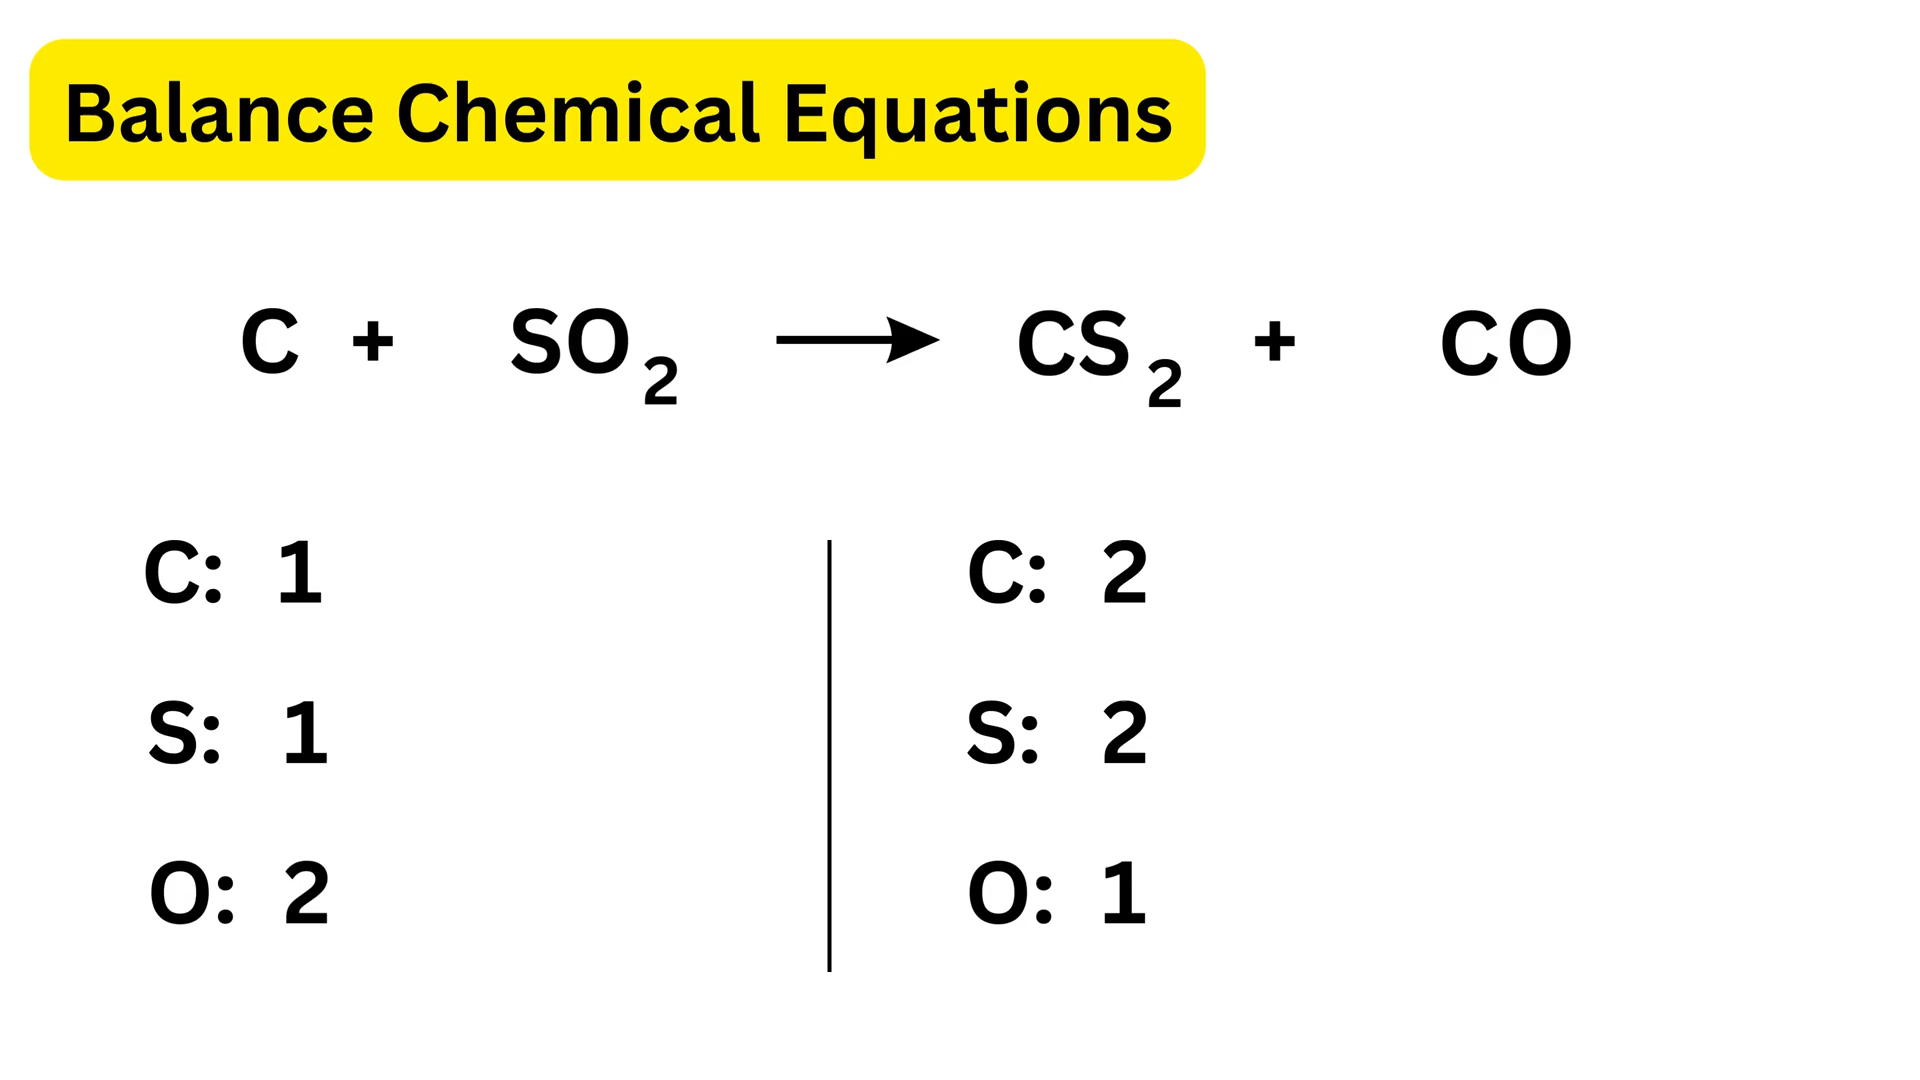 Balance Chemical Equations
C + SO₂ ⟶ CS₂ + CO
C: 1 C: 2
S: 1 S: 2
O: 2 O: 1